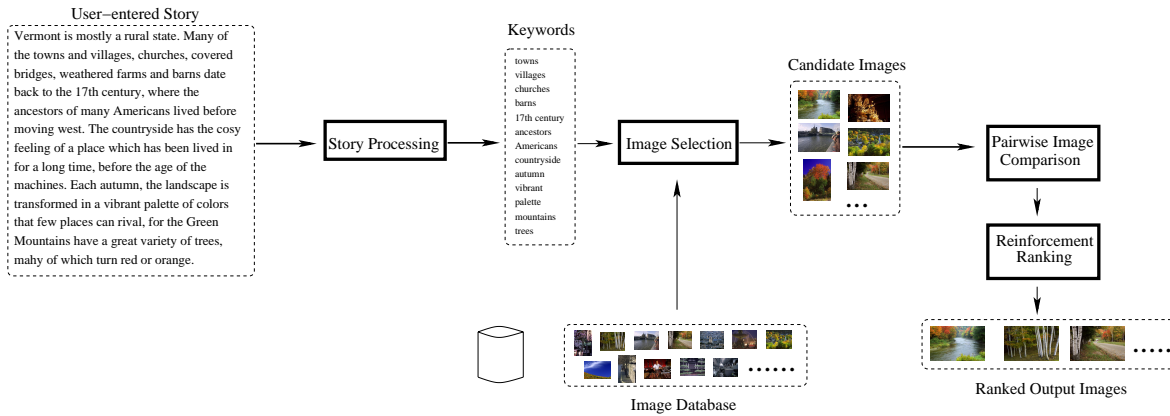 User-entered Story
Vermont is mostly a rural state. Many of
the towns and villages, churches, covered
bridges, weathered farms and barns date
back to the 17th century, where the
ancestors of many Americans lived before
moving west. The countryside has the cosy
feeling of a place which has been lived in
for a long time, before the age of the
machines. Each autumn, the landscape is
transformed in a vibrant palette of colors
that few places can rival, for the Green
Mountains have a great variety of trees,
mahy of which turn red or orange.
Story Processing
Keywords
towns
villages
churches
barns
17th century
ancestors
Americans
countryside
autumn
vibrant
palette
mountains
trees
Image Selection
Image Database
Candidate Images
Pairwise Image
Comparison
Reinforcement
Ranking
Ranked Output Images